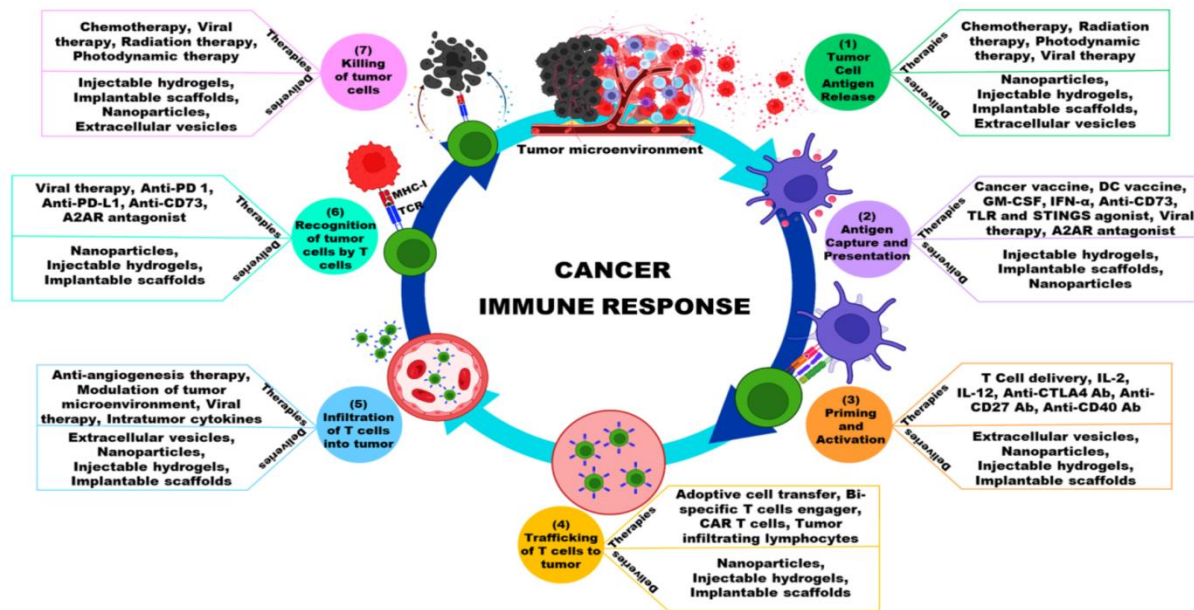 Chemotherapy, Viral
therapy, Radiation therapy,
Photodynamic therapy
Therapies
Injectable hydrogels,
Implantable scaffolds,
Nanoparticles,
Extracellular vesicles
Deliveries
(7)
Killing
of tumor
cells
Tumor microenvironment
(1)
Tumor
Cell
Antigen
Release
Therapies
Chemotherapy, Radiation
therapy, Photodynamic
therapy, Viral therapy
Deliveries
Nanoparticles,
Injectable hydrogels,
Implantable scaffolds,
Extracellular vesicles
Viral therapy, Anti-PD 1,
Anti-PD-L1, Anti-CD73,
A2AR antagonist
Therapies
Nanoparticles,
Injectable hydrogels,
Implantable scaffolds
Deliveries
(6)
Recognition
of tumor
cells by T
cells
MHC-I
TCR
CANCER
IMMUNE RESPONSE
(2)
Antigen
Capture and
Presentation
Therapies
Cancer vaccine, DC vaccine,
GM-CSF, IFN-α, Anti-CD73,
TLR and STINGS agonist, Viral
therapy, A2AR antagonist
Deliveries
Injectable hydrogels,
Implantable scaffolds,
Nanoparticles
Anti-angiogenesis therapy,
Modulation of tumor
microenvironment, Viral
therapy, Intratumor cytokines
Therapies
Extracellular vesicles,
Nanoparticles,
Injectable hydrogels,
Implantable scaffolds
Deliveries
(5)
Infiltration
of T cells
into tumor
(3)
Priming
and
Activation
Therapies
T Cell delivery, IL-2,
IL-12, Anti-CTLA4 Ab, Anti-
CD27 Ab, Anti-CD40 Ab
Deliveries
Extracellular vesicles,
Nanoparticles,
Injectable hydrogels,
Implantable scaffolds
(4)
Trafficking
of T cells to
tumor
Therapies
Adoptive cell transfer, Bi-
specific T cells engager,
CAR T cells, Tumor
infiltrating lymphocytes
Deliveries
Nanoparticles,
Injectable hydrogels,
Implantable scaffolds